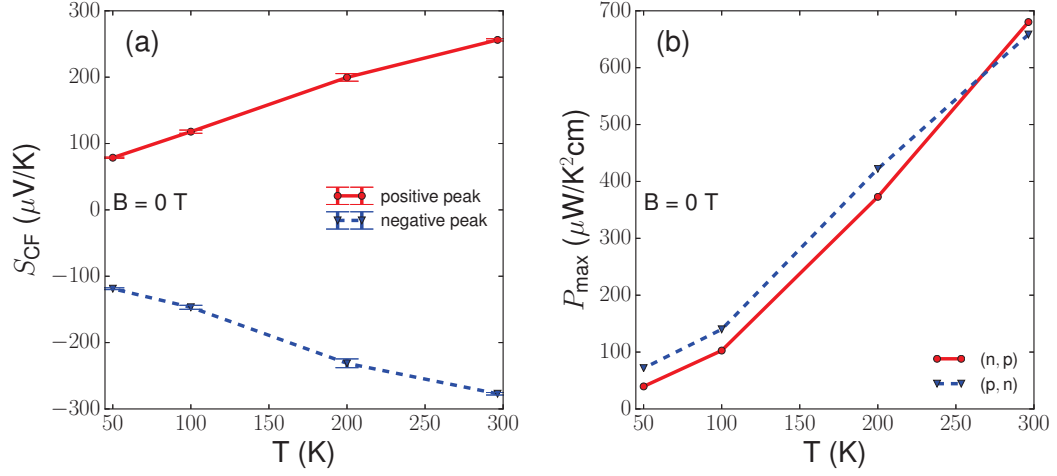 (a)
300
200
100
0
−100
−200
−300
S_CF (μV/K)
B = 0 T
positive peak
negative peak
50 100 150 200 250 300
T (K)
(b)
700
600
500
400
300
200
100
0
P_max (μW/K²cm)
B = 0 T
(n, p)
(p, n)
50 100 150 200 250 300
T (K)